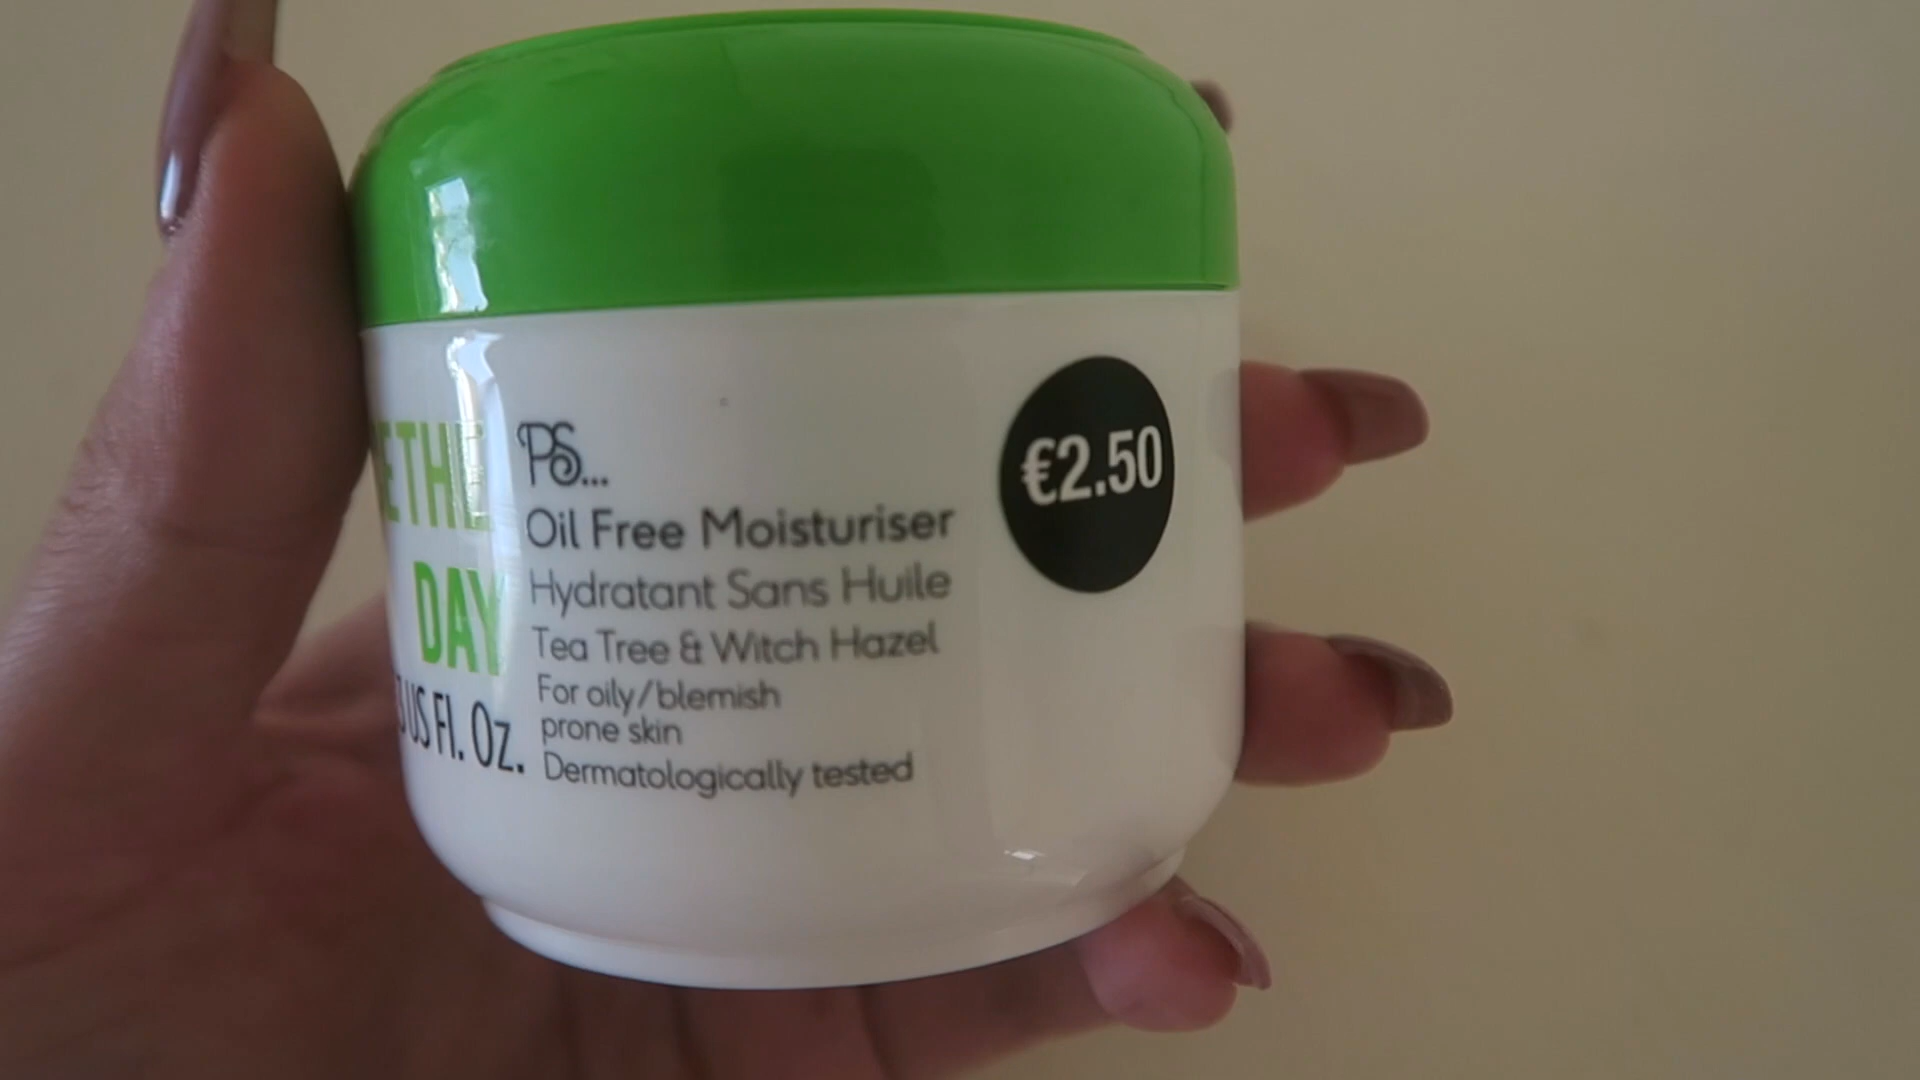 THE
DAY
US Fl. Oz.
PS...
Oil Free Moisturiser
Hydratant Sans Huile
Tea Tree & Witch Hazel
For oily/blemish
prone skin
Dermatologically tested
€2.50